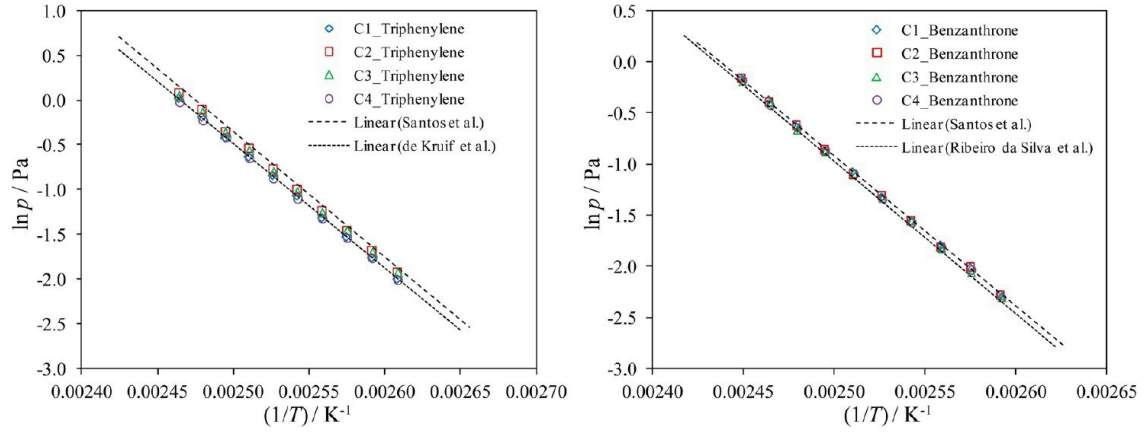 1.0
0.5
0.0
-0.5
-1.0
-1.5
-2.0
-2.5
-3.0
ln p / Pa
C1_Triphenylene
C2_Triphenylene
C3_Triphenylene
C4_Triphenylene
Linear (Santos et al.)
Linear (de Kruif et al.)
0.00240 0.00245 0.00250 0.00255 0.00260 0.00265 0.00270
(1/T) / K⁻¹
0.5
0.0
-0.5
-1.0
-1.5
-2.0
-2.5
-3.0
ln p / Pa
C1_Benzanthrone
C2_Benzanthrone
C3_Benzanthrone
C4_Benzanthrone
Linear (Santos et al.)
Linear (Ribeiro da Silva et al.)
0.00240 0.00245 0.00250 0.00255 0.00260 0.00265
(1/T) / K⁻¹